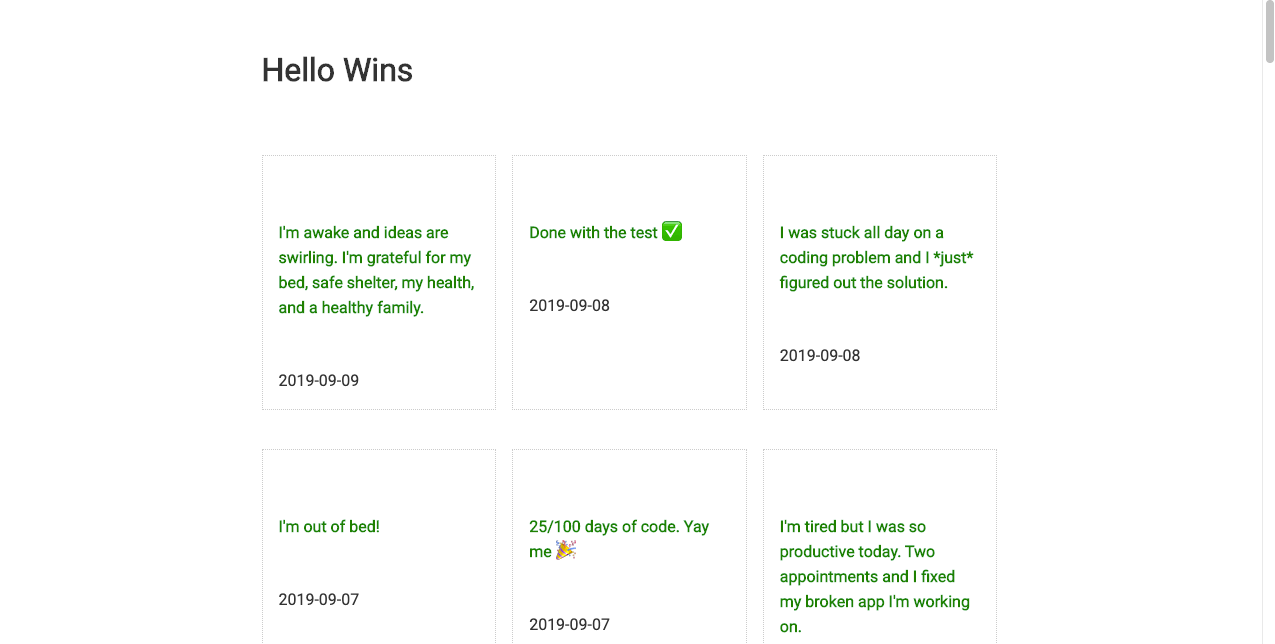 Hello Wins
I'm awake and ideas are
swirling. I'm grateful for my
bed, safe shelter, my health,
and a healthy family.
2019-09-09
Done with the test ✅
2019-09-08
I was stuck all day on a
coding problem and I *just*
figured out the solution.
2019-09-08
I'm out of bed!
2019-09-07
25/100 days of code. Yay
me 🎉
2019-09-07
I'm tired but I was so
productive today. Two
appointments and I fixed
my broken app I'm working
on.